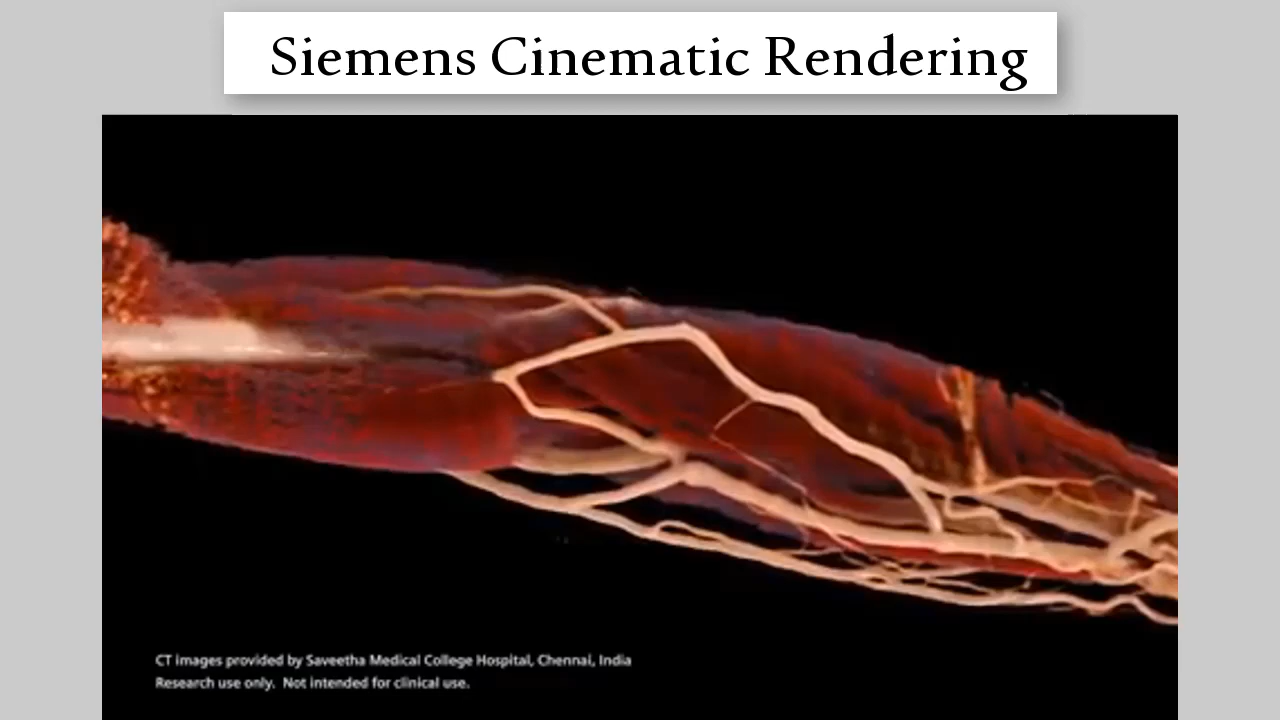 Siemens Cinematic Rendering
CT images provided by Saveetha Medical College Hospital, Chennai, India
Research use only. Not intended for clinical use.